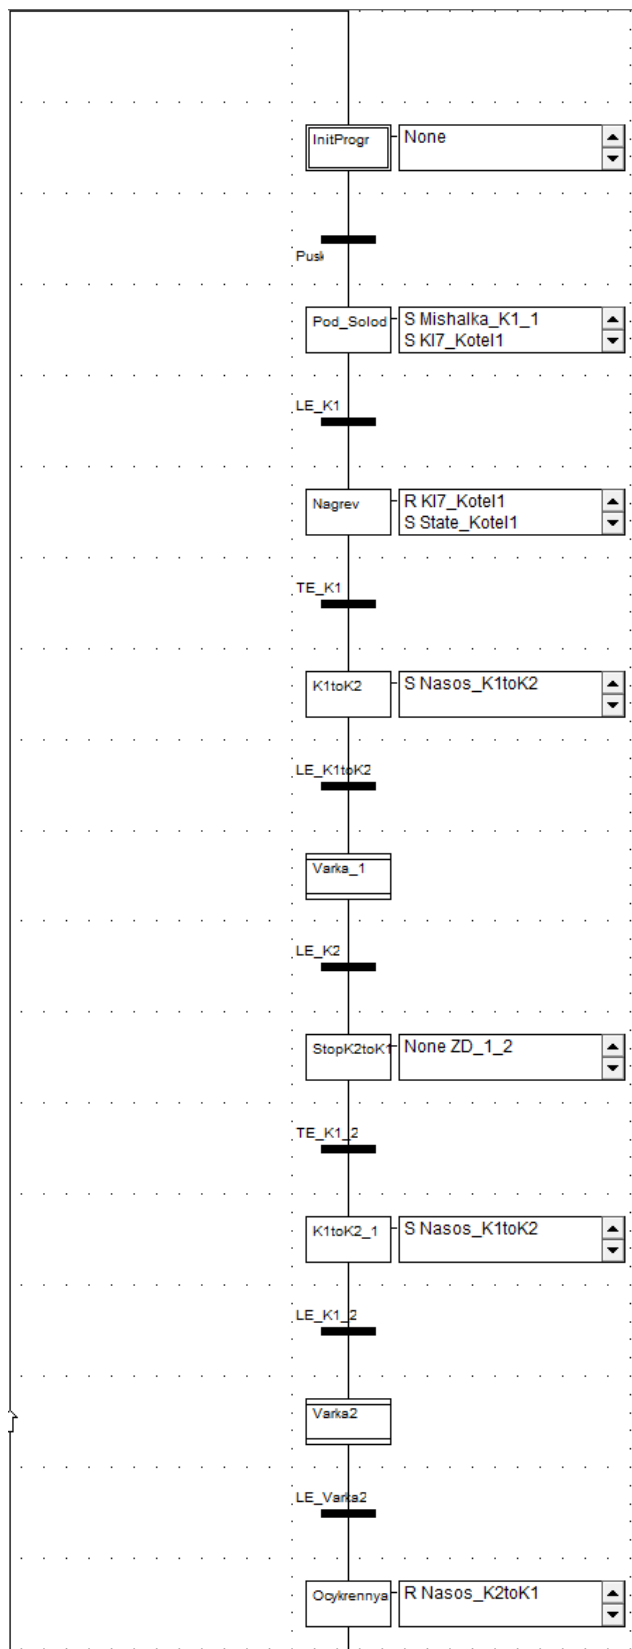 InitProgr
None
Pusk
Pod_Solod
S Mishalka_K1_1
S Kl7_Kotel1
LE_K1
Nagrev
R Kl7_Kotel1
S State_Kotel1
TE_K1
K1toK2
S Nasos_K1toK2
LE_K1toK2
Varka_1
LE_K2
StopK2toK1
None ZD_1_2
TE_K1_2
K1toK2_1
S Nasos_K1toK2
LE_K1_2
Varka2
LE_Varka2
Ocykrennya
R Nasos_K2toK1